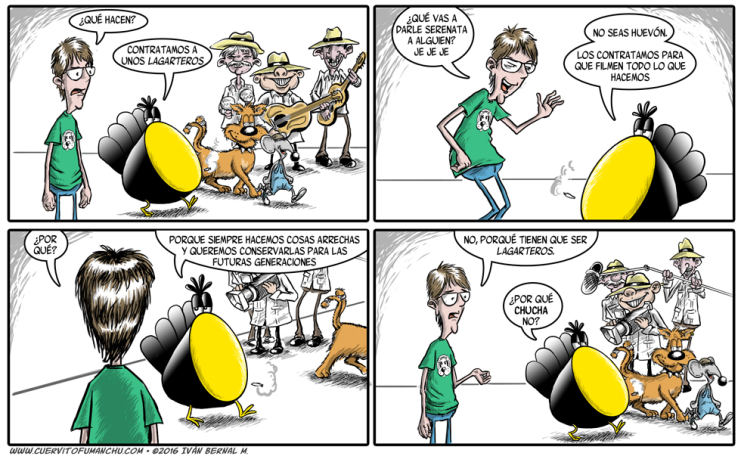 ¿QUÉ HACEN?
CONTRATAMOS A
UNOS LAGARTEROS
¿QUÉ VAS A
DARLE SERENATA
A ALGUIEN?
JE JE JE
NO SEAS HUEVÓN.
LOS CONTRATAMOS PARA
QUE FILMEN TODO LO QUE
HACEMOS
¿POR
QUÉ?
PORQUE SIEMPRE HACEMOS COSAS ARRECHAS
Y QUEREMOS CONSERVARLAS PARA LAS
FUTURAS GENERACIONES
NO, PORQUÉ TIENEN QUE SER
LAGARTEROS.
¿POR QUÉ
CHUCHA
NO?
WWW.CUERVITOFUMANCHU.COM • ©2016 IVÁN BERNAL M.